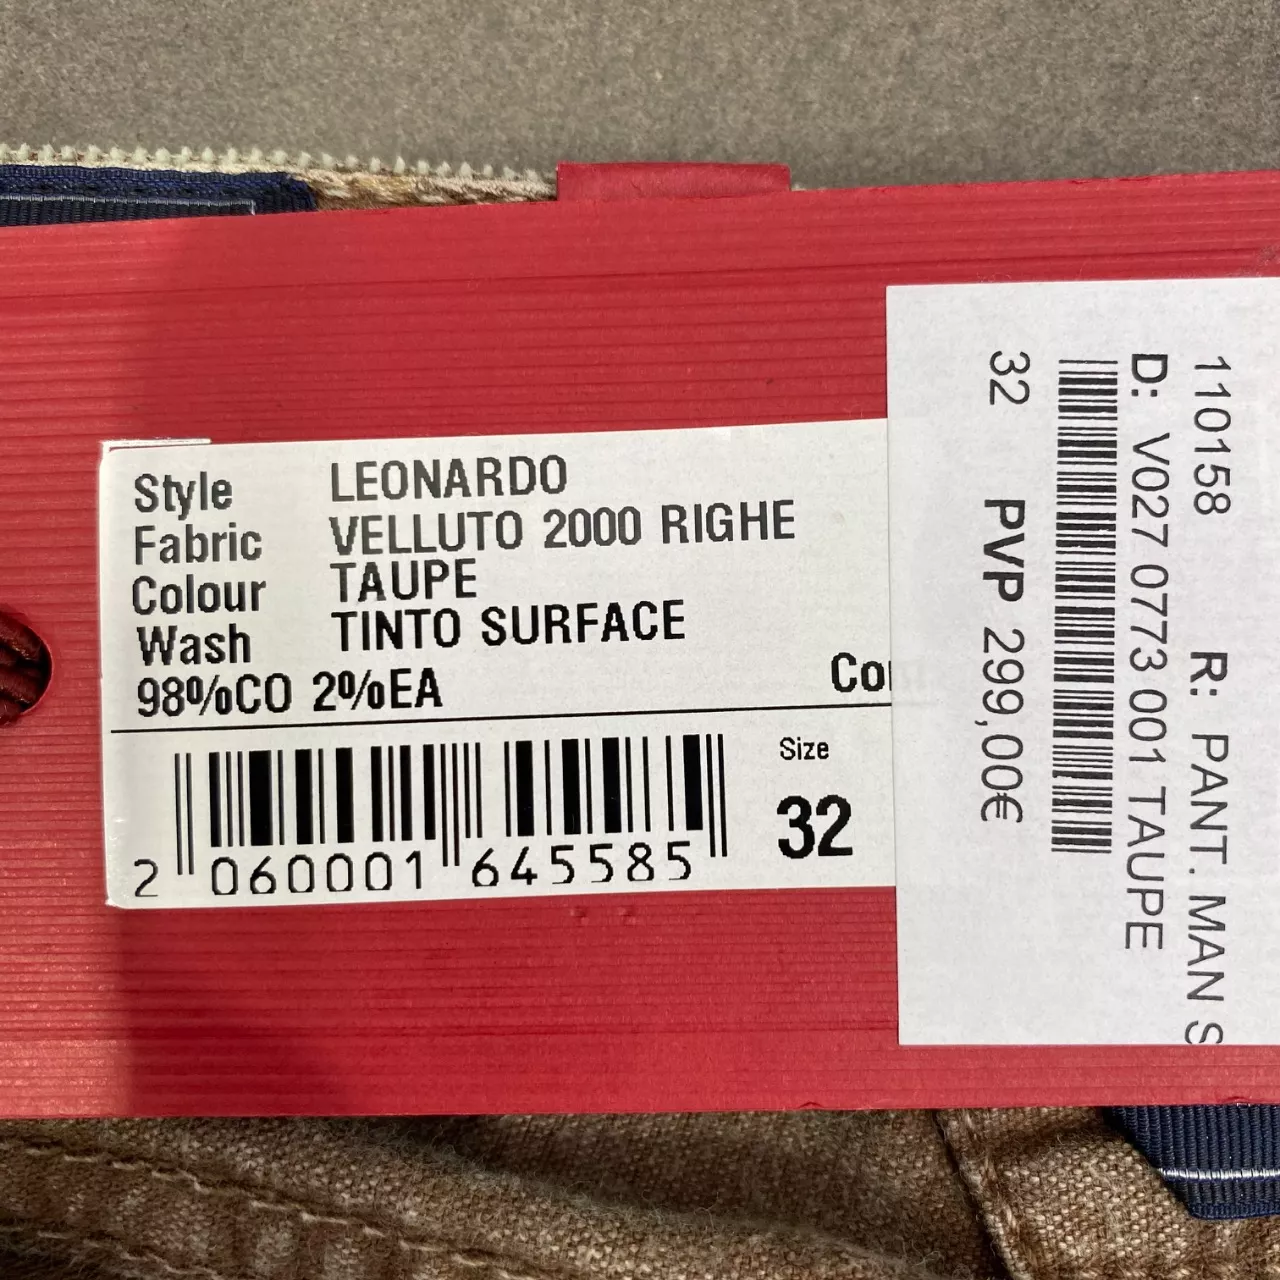 Style LEONARDO
Fabric VELLUTO 2000 RIGHE
Colour TAUPE
Wash TINTO SURFACE
98%CO 2%EA
Size
32
2 060001 645585
110158 R: PANT. MAN S
D: V027 0773 001 TAUPE
32 PVP 299,00€